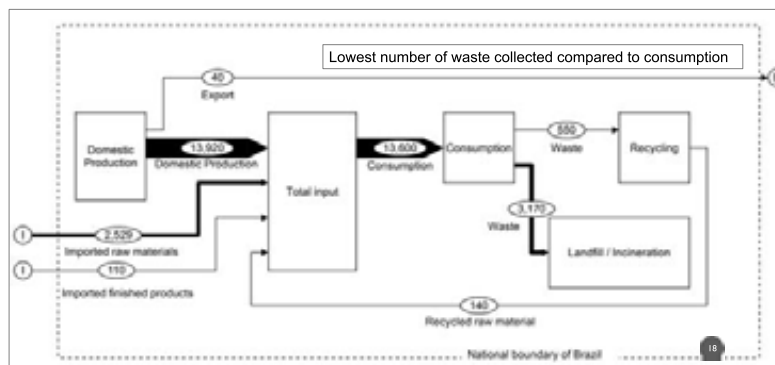 Lowest number of waste collected compared to consumption
40
Export
Domestic
Production
13,920
Domestic Production
Total input
13,600
Consumption
Consumption
550
Waste
Recycling
3,170
Waste
Landfill / Incineration
I
2,529
Imported raw materials
I
110
Imported finished products
140
Recycled raw material
National boundary of Brazil
18